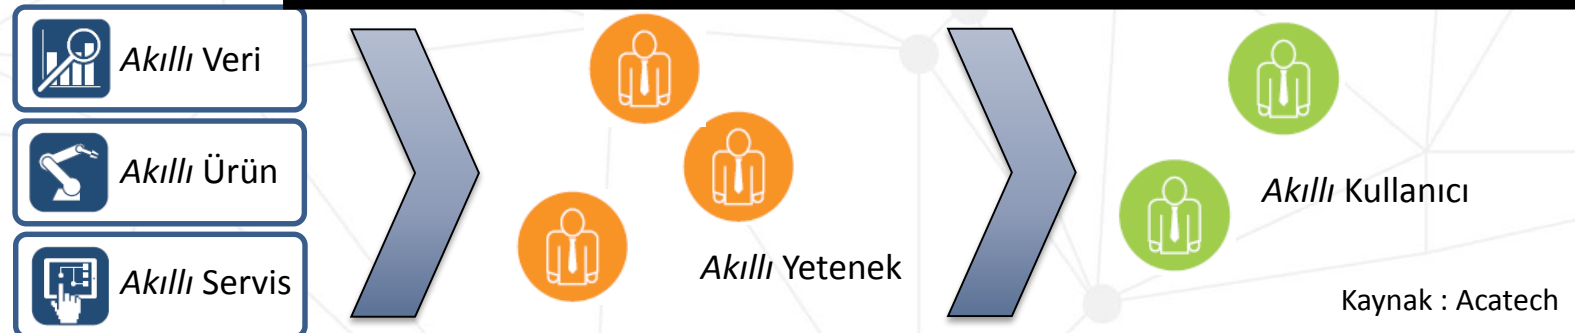 Akıllı Veri
Akıllı Ürün
Akıllı Servis
Akıllı Yetenek
Akıllı Kullanıcı
Kaynak : Acatech